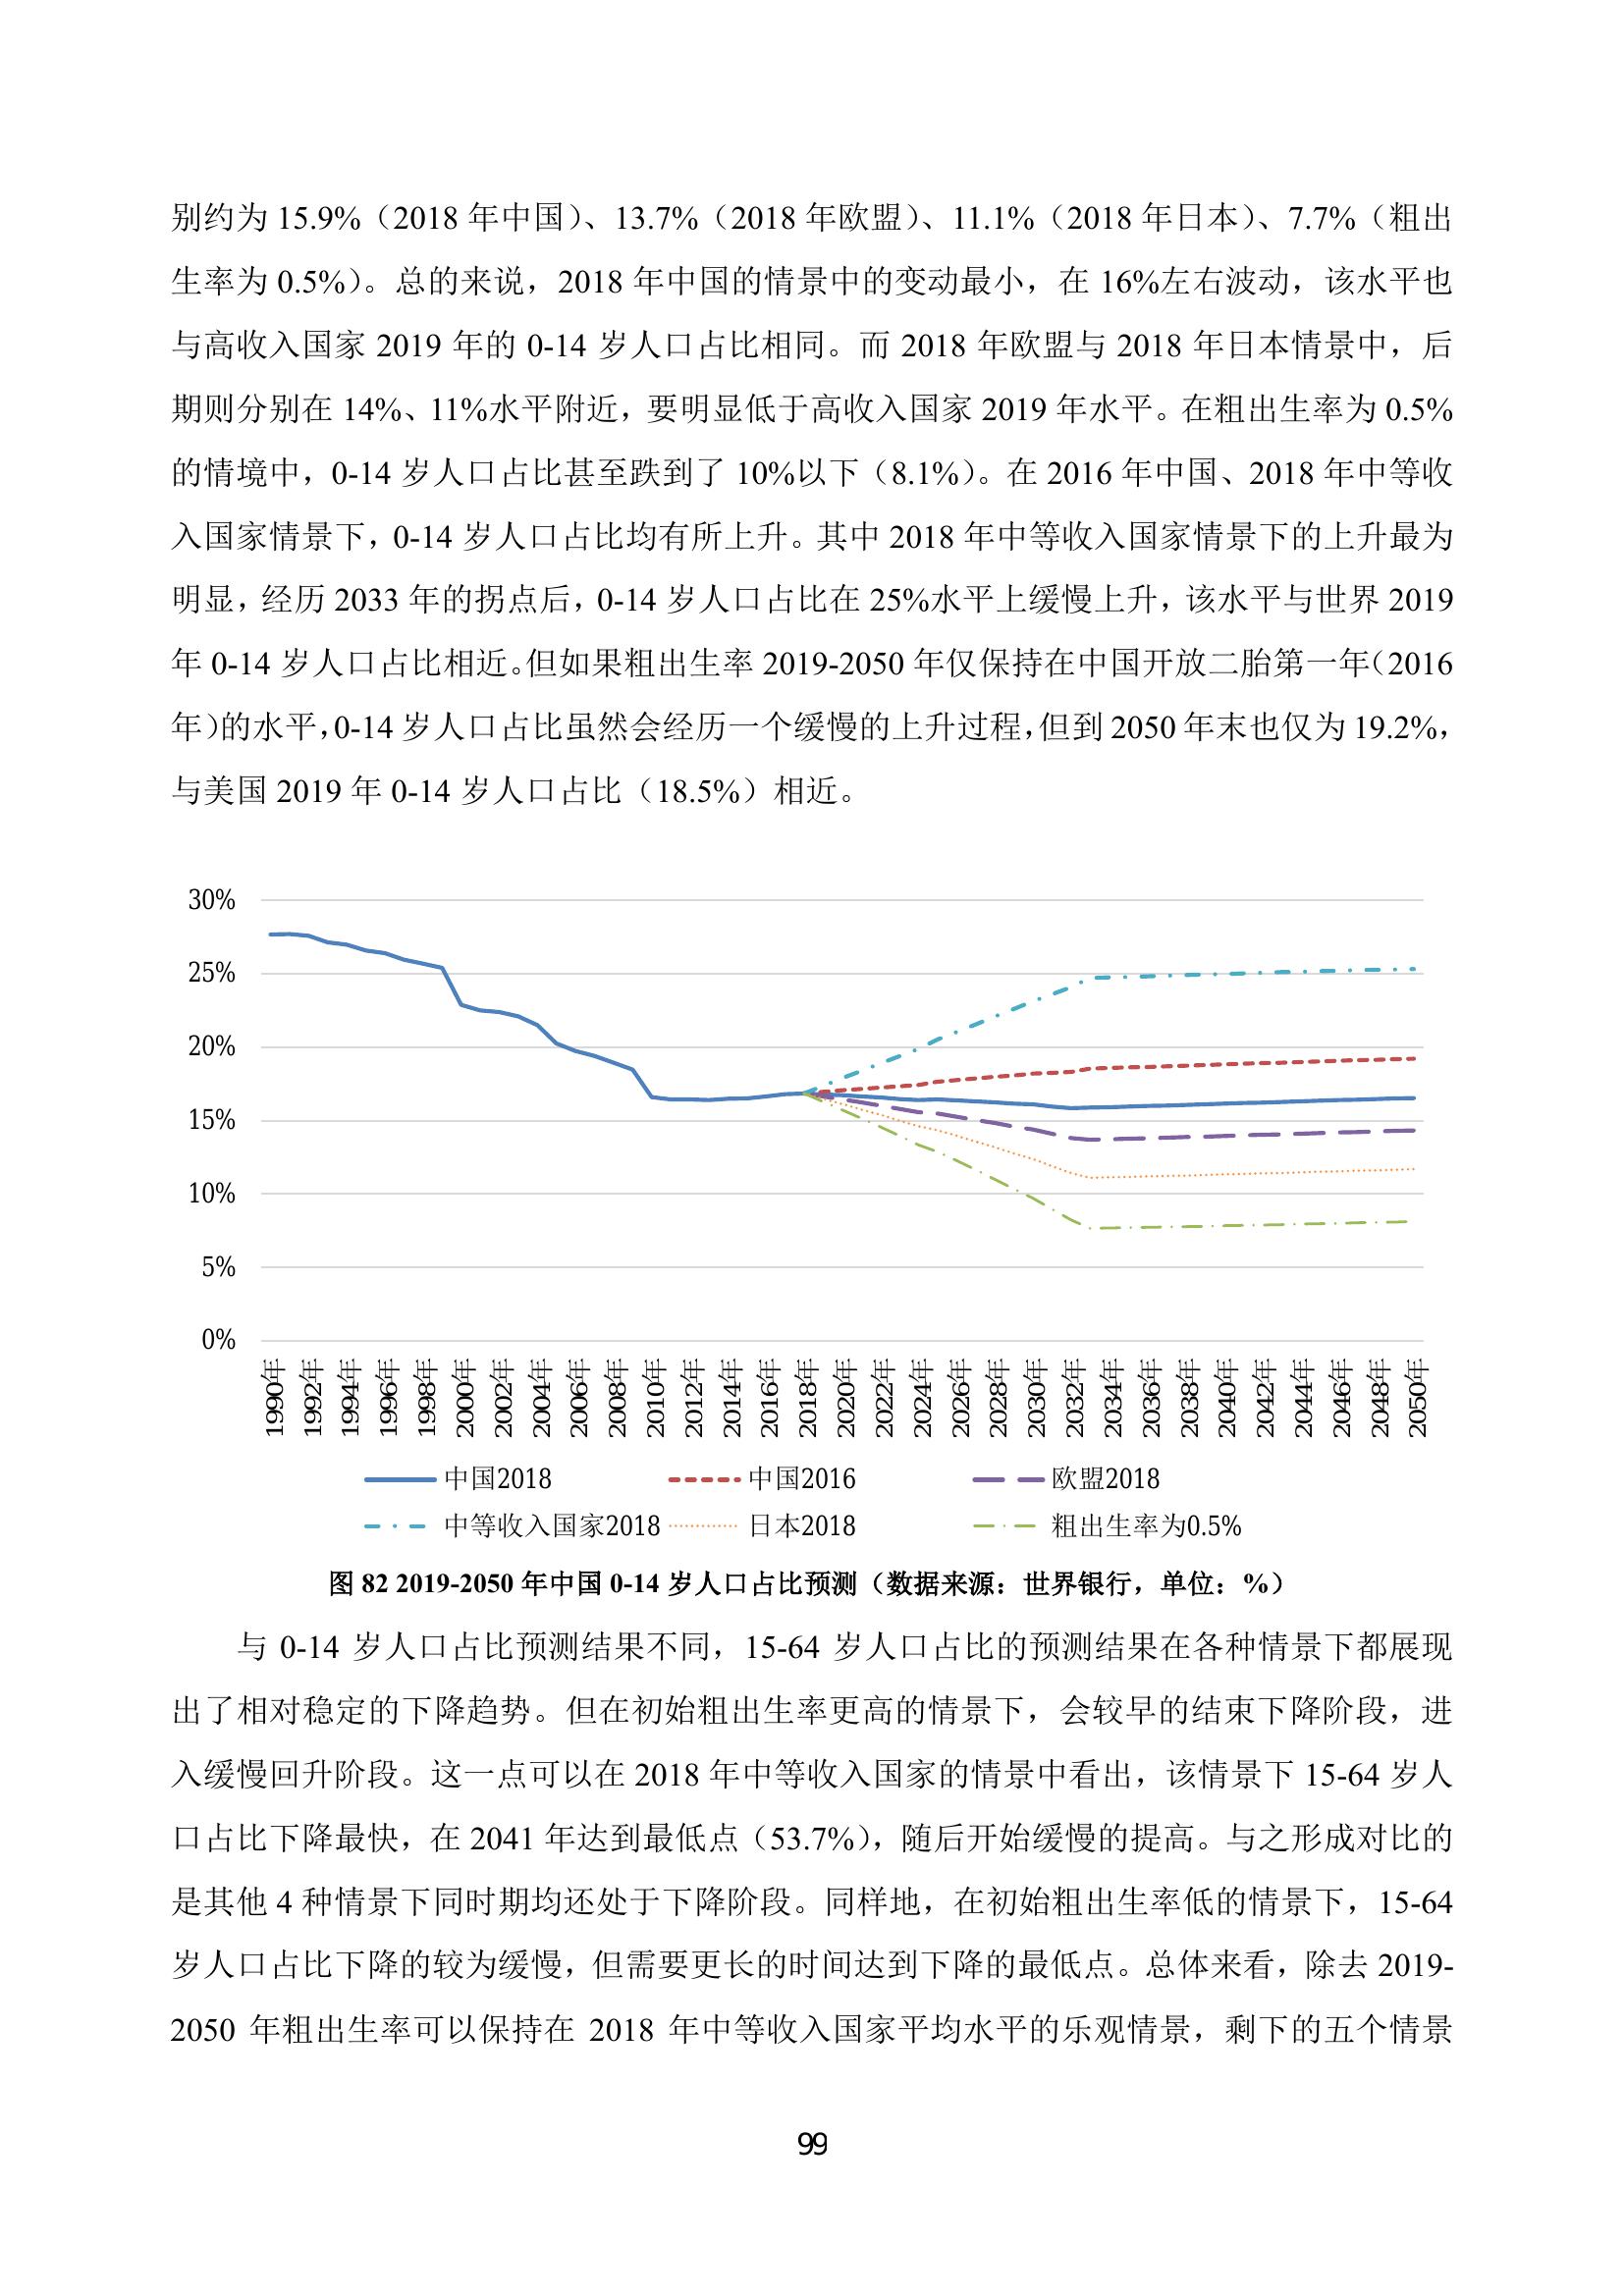 别约为 15.9%（2018 年中国）、13.7%（2018 年欧盟）、11.1%（2018 年日本）、7.7%（粗出
生率为 0.5%）。总的来说，2018 年中国的情景中的变动最小，在 16%左右波动，该水平也
与高收入国家 2019 年的 0-14 岁人口占比相同。而 2018 年欧盟与 2018 年日本情景中，后
期则分别在 14%、11%水平附近，要明显低于高收入国家 2019 年水平。在粗出生率为 0.5%
的情境中，0-14 岁人口占比甚至跌到了 10%以下（8.1%）。在 2016 年中国、2018 年中等收
入国家情景下，0-14 岁人口占比均有所上升。其中 2018 年中等收入国家情景下的上升最为
明显，经历 2033 年的拐点后，0-14 岁人口占比在 25%水平上缓慢上升，该水平与世界 2019
年 0-14 岁人口占比相近。但如果粗出生率 2019-2050 年仅保持在中国开放二胎第一年（2016
年）的水平，0-14 岁人口占比虽然会经历一个缓慢的上升过程，但到 2050 年末也仅为 19.2%，
与美国 2019 年 0-14 岁人口占比（18.5%）相近。
30%
25%
20%
15%
10%
5%
0%
1990年 1992年 1994年 1996年 1998年 2000年 2002年 2004年 2006年 2008年 2010年 2012年 2014年 2016年 2018年 2020年 2022年 2024年 2026年 2028年 2030年 2032年 2034年 2036年 2038年 2040年 2042年 2044年 2046年 2048年 2050年
中国2018 中国2016 欧盟2018
中等收入国家2018 日本2018 粗出生率为0.5%
图 82 2019-2050 年中国 0-14 岁人口占比预测（数据来源：世界银行，单位：%）
与 0-14 岁人口占比预测结果不同，15-64 岁人口占比的预测结果在各种情景下都展现
出了相对稳定的下降趋势。但在初始粗出生率更高的情景下，会较早的结束下降阶段，进
入缓慢回升阶段。这一点可以在 2018 年中等收入国家的情景中看出，该情景下 15-64 岁人
口占比下降最快，在 2041 年达到最低点（53.7%），随后开始缓慢的提高。与之形成对比的
是其他 4 种情景下同时期均还处于下降阶段。同样地，在初始粗出生率低的情景下，15-64
岁人口占比下降的较为缓慢，但需要更长的时间达到下降的最低点。总体来看，除去 2019-
2050 年粗出生率可以保持在 2018 年中等收入国家平均水平的乐观情景，剩下的五个情景
99